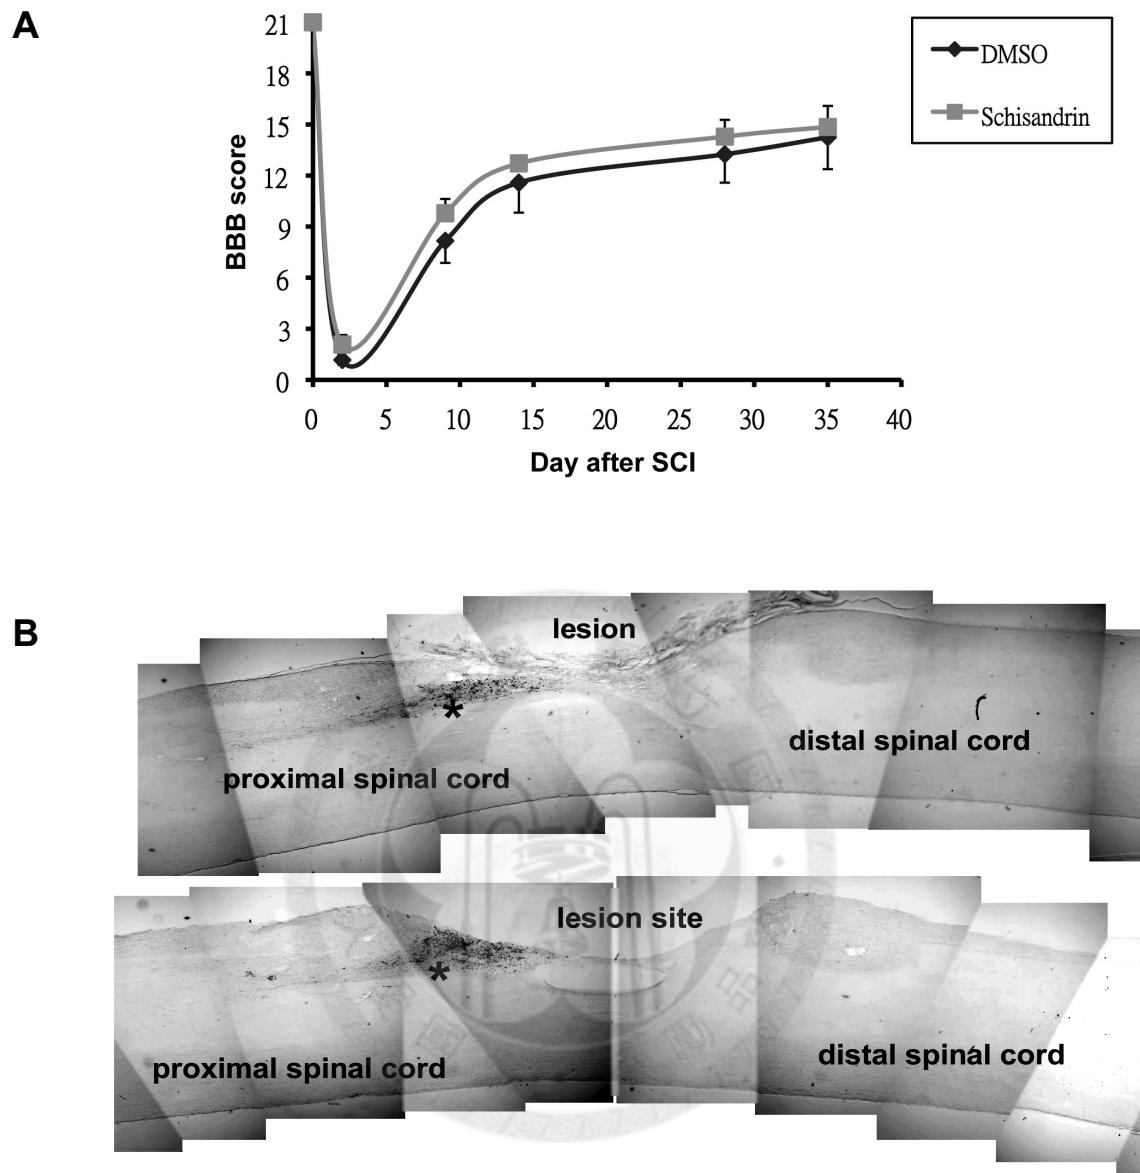 A
21
18
15
12
9
6
3
0
BBB score
0 5 10 15 20 25 30 35 40
Day after SCI
DMSO
Schisandrin
B
lesion
*
proximal spinal cord
distal spinal cord
lesion site
*
proximal spinal cord
distal spinal cord